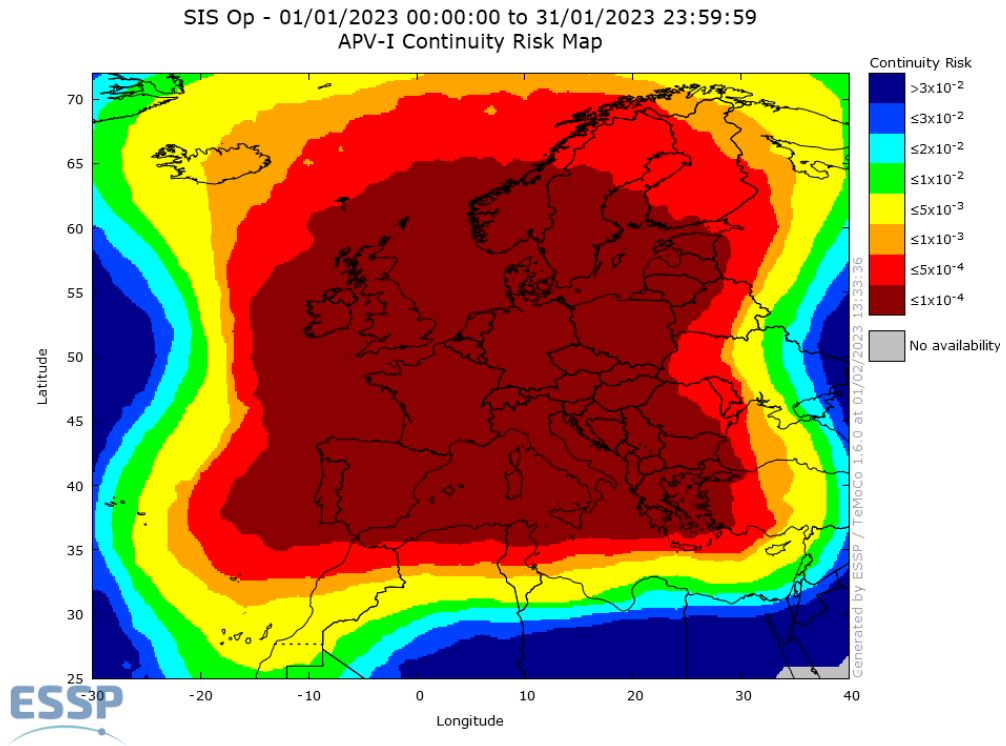 SIS Op - 01/01/2023 00:00:00 to 31/01/2023 23:59:59
APV-I Continuity Risk Map
Continuity Risk
>3x10⁻²
≤3x10⁻²
≤2x10⁻²
≤1x10⁻²
≤5x10⁻³
≤1x10⁻³
≤5x10⁻⁴
≤1x10⁻⁴
No availability
70
65
60
55
50
45
40
35
30
25
Latitude
-30 -20 -10 0 10 20 30 40
Longitude
Generated by ESSP / TeMoCo 1.6.0 at 01/02/2023 13:33:36
ESSP